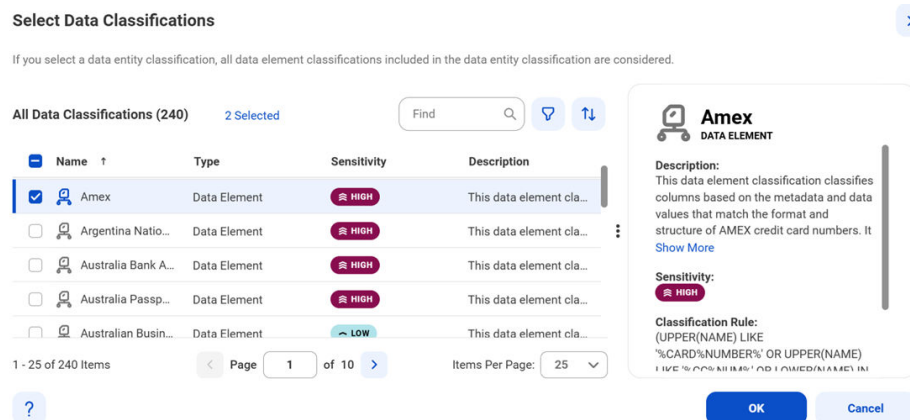 Select Data Classifications
If you select a data entity classification, all data element classifications included in the data entity classification are considered.
All Data Classifications (240) 2 Selected Find
Name ↑ Type Sensitivity Description
Amex Data Element HIGH This data element cla...
Argentina Natio... Data Element HIGH This data element cla...
Australia Bank A... Data Element HIGH This data element cla...
Australia Passp... Data Element HIGH This data element cla...
Australian Busin... Data Element LOW This data element cla...
1 - 25 of 240 Items Page 1 of 10 Items Per Page: 25
Amex
DATA ELEMENT
Description:
This data element classification classifies
columns based on the metadata and data
values that match the format and
structure of AMEX credit card numbers. It
Show More
Sensitivity:
HIGH
Classification Rule:
(UPPER(NAME) LIKE
'%CARD%NUMBER%' OR UPPER(NAME)
LIKE '%CC%NUM%' OR LOWER(NAME) IN
? OK Cancel